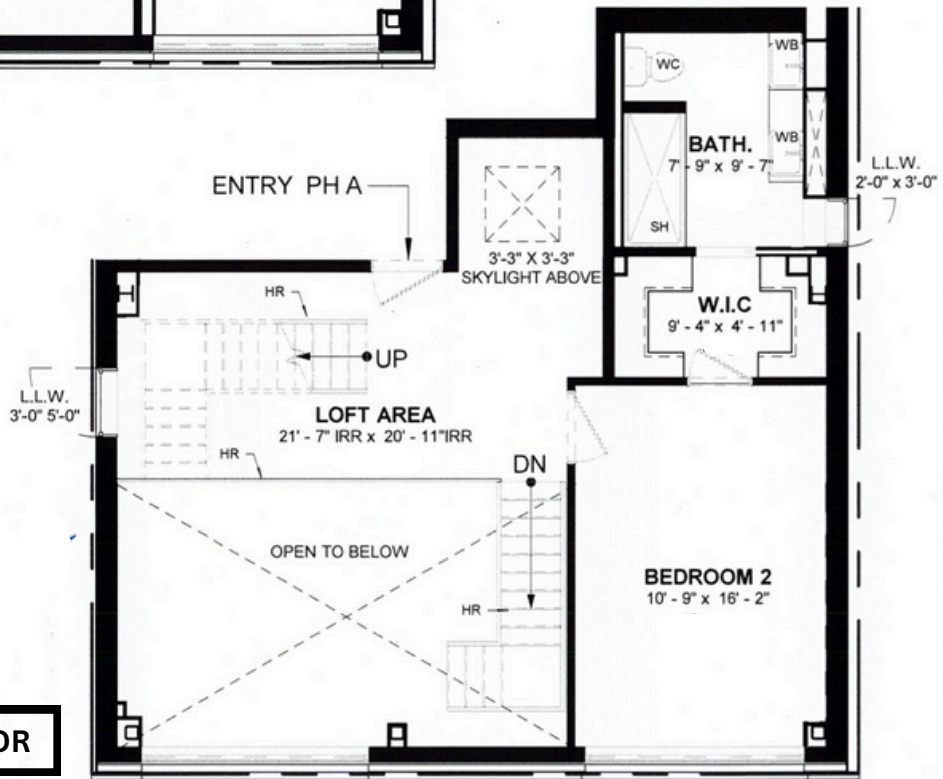 WC
WB
WB
BATH.
7' - 9" x 9' - 7"
SH
L.L.W.
2'-0" x 3'-0"
ENTRY PH A
3'-3" X 3'-3"
SKYLIGHT ABOVE
HR
W.I.C
9' - 4" x 4' - 11"
UP
L.L.W.
3'-0" 5'-0"
LOFT AREA
21' - 7" IRR x 20' - 11"IRR
HR
DN
OPEN TO BELOW
BEDROOM 2
10' - 9" x 16' - 2"
HR
OR